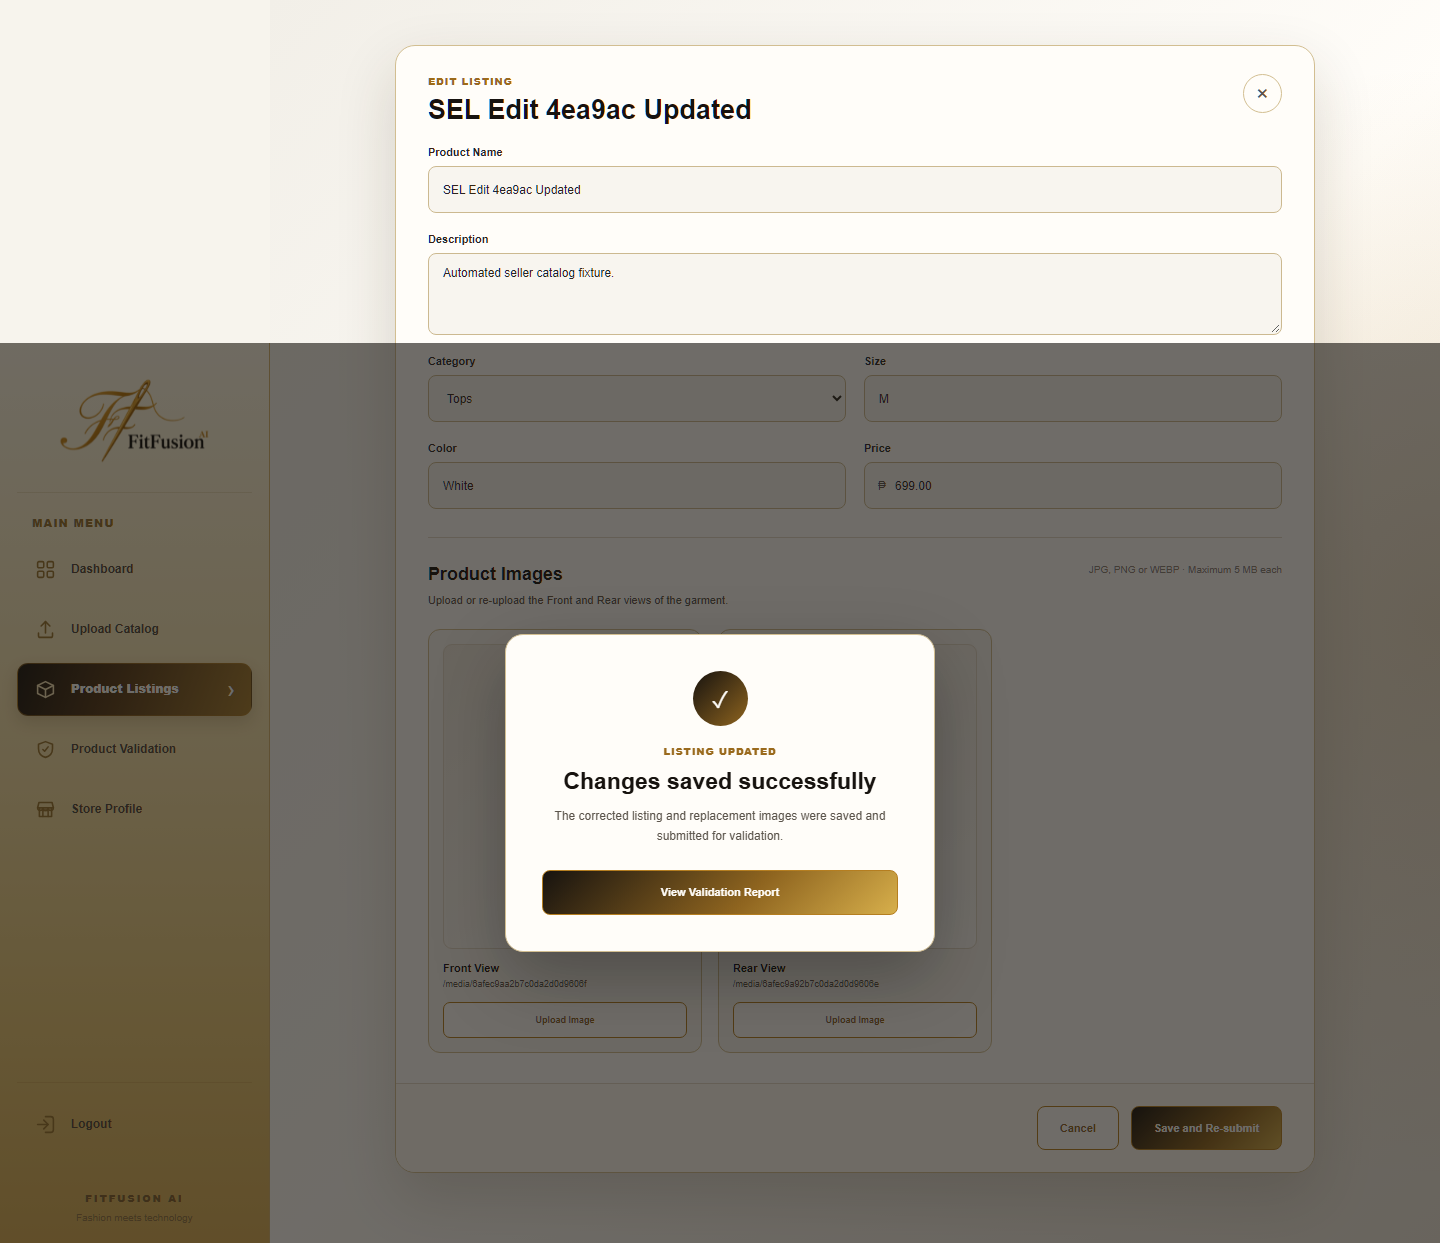 EDIT LISTING
SEL Edit 4ea9ac Updated
×
Product Name
SEL Edit 4ea9ac Updated
Description
Automated seller catalog fixture.
Category
Size
Tops
M
Color
Price
White
₱ 699.00
Product Images
JPG, PNG or WEBP · Maximum 5 MB each
Upload or re-upload the Front and Rear views of the garment.
FitFusion AI
MAIN MENU
Dashboard
Upload Catalog
Product Listings
Product Validation
Store Profile
Logout
FITFUSION AI
Fashion meets technology
LISTING UPDATED
Changes saved successfully
The corrected listing and replacement images were saved and
submitted for validation.
View Validation Report
Front View
/media/6afec9aa2b7c0da2d0d9606f
Upload Image
Rear View
/media/6afec9a92b7c0da2d0d9606e
Upload Image
Cancel
Save and Re-submit